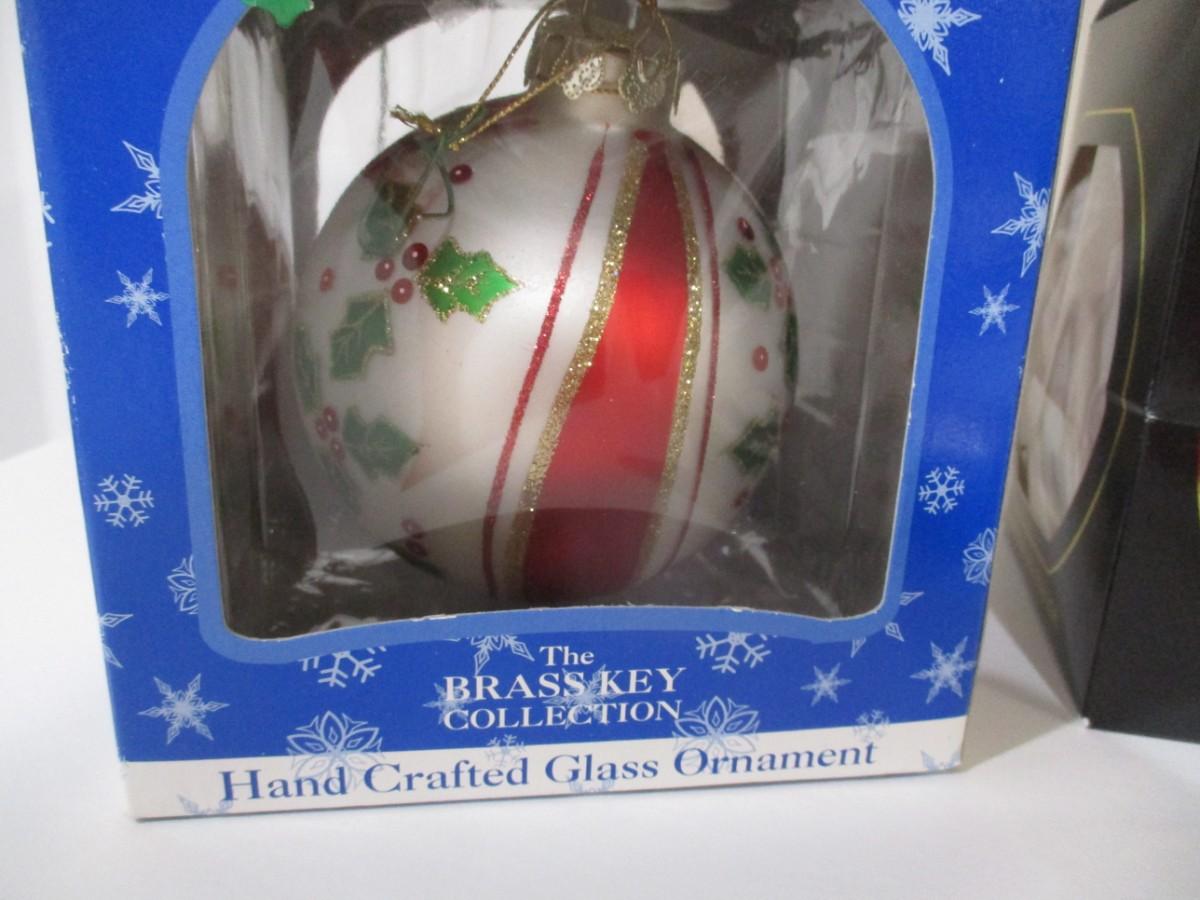 The
BRASS KEY
COLLECTION
Hand Crafted Glass Ornament